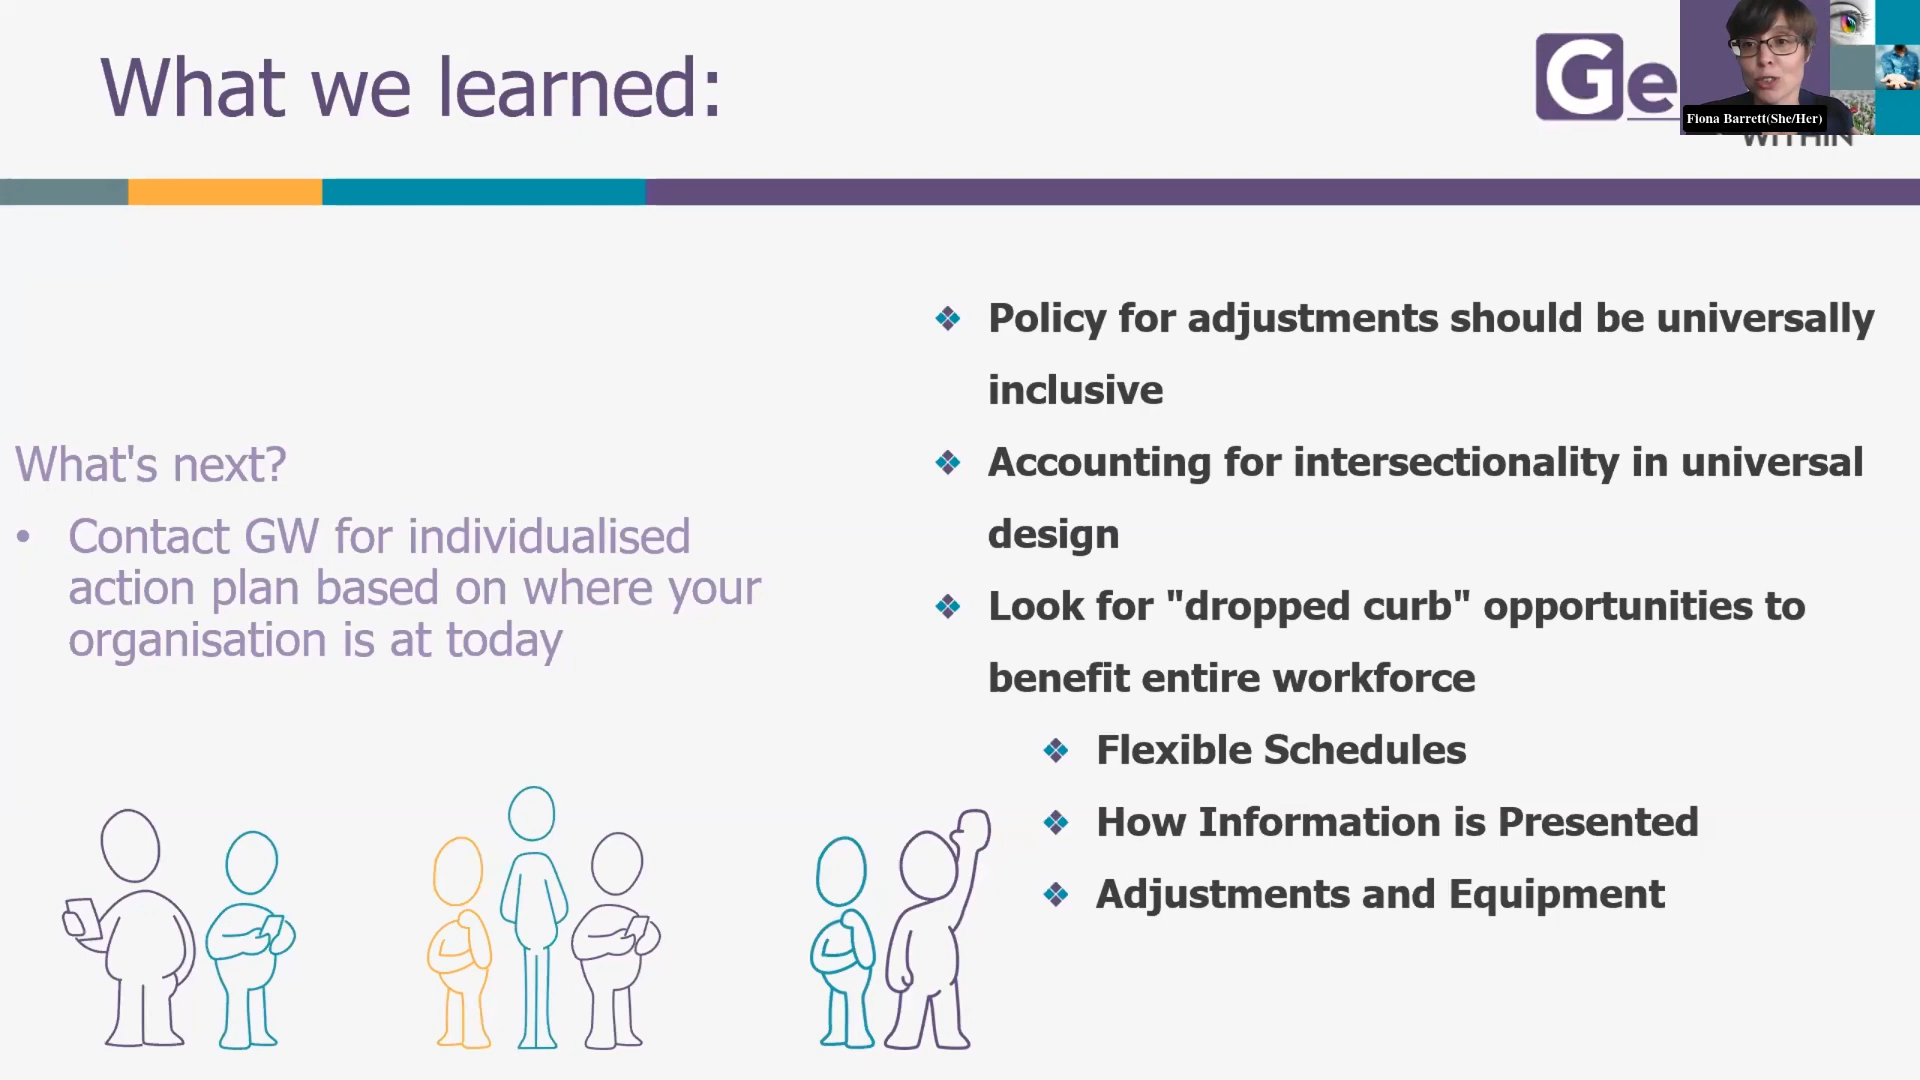 What we learned:
Ge
WITHIN
Fiona Barrett(She/Her)
What's next?
• Contact GW for individualised
action plan based on where your
organisation is at today
❖ Policy for adjustments should be universally
inclusive
❖ Accounting for intersectionality in universal
design
❖ Look for "dropped curb" opportunities to
benefit entire workforce
❖ Flexible Schedules
❖ How Information is Presented
❖ Adjustments and Equipment